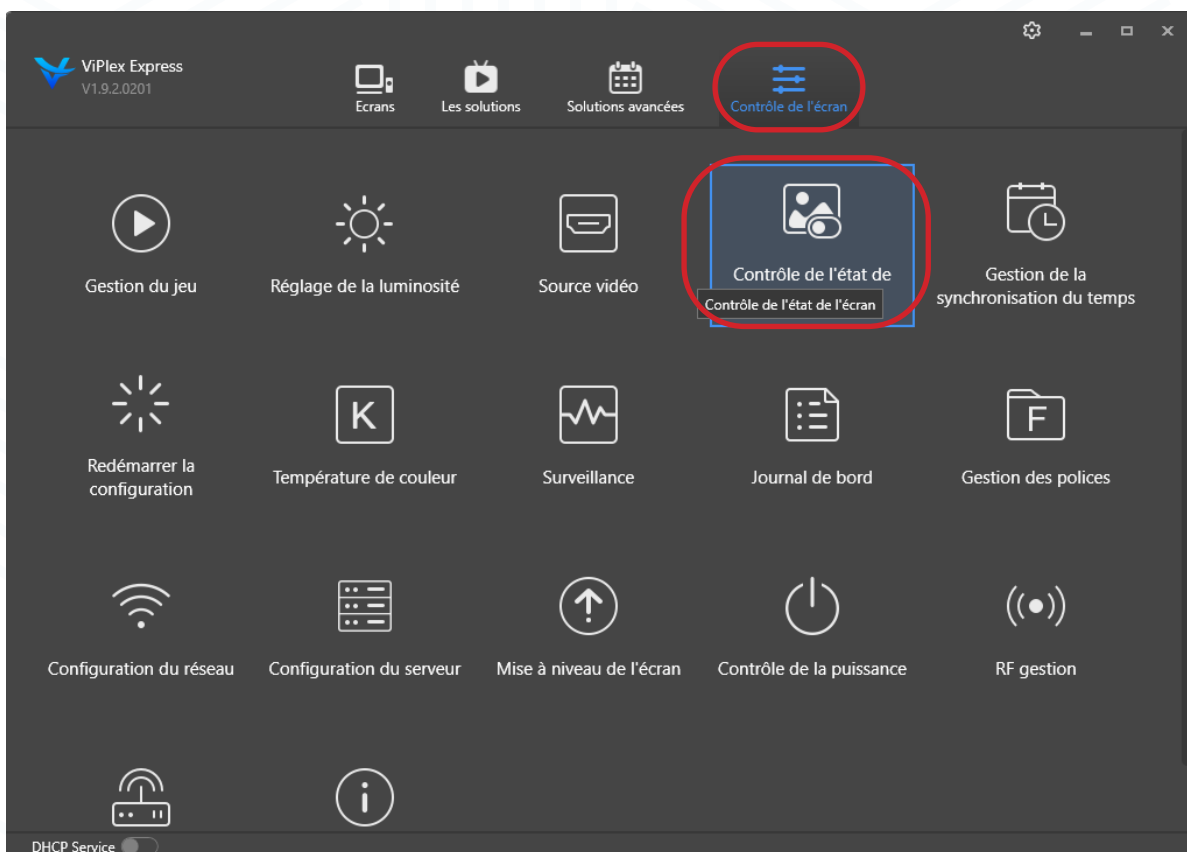 ViPlex Express
V1.9.2.0201
Ecrans
Les solutions
Solutions avancées
Contrôle de l'écran
Gestion du jeu
Réglage de la luminosité
Source vidéo
Contrôle de l'état de
Contrôle de l'état de l'écran
Gestion de la
synchronisation du temps
Redémarrer la
configuration
K
Température de couleur
Surveillance
Journal de bord
F
Gestion des polices
Configuration du réseau
Configuration du serveur
Mise à niveau de l'écran
Contrôle de la puissance
RF gestion
DHCP Service